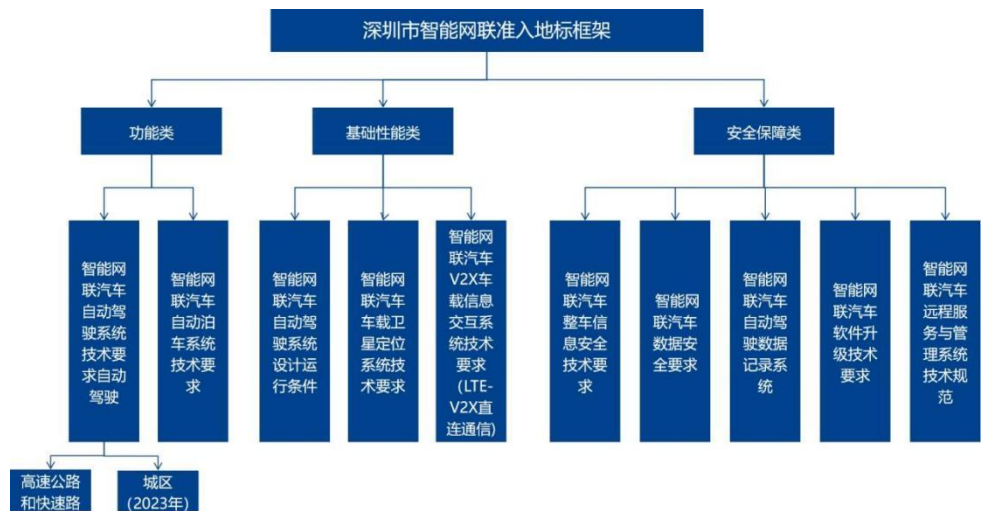 深圳市智能网联准入地标框架
功能类
基础性能类
安全保障类
智能网
联汽车
自动驾
驶系统
技术要
求自动
驾驶
智能网
联汽车
自动泊
车系统
技术要
求
智能网
联汽车
自动驾
驶系统
设计运
行条件
智能网
联汽车
车载卫
星定位
系统技
术要求
智能网
联汽车
V2X车
载信息
交互系
统技术
要求
(LTE-
V2X直
连通信)
智能网
联汽车
整车信
息安全
技术要
求
智能网
联汽车
数据安
全要求
智能网
联汽车
自动驾
驶数据
记录系
统
智能网
联汽车
软件升
级技术
要求
智能网
联汽车
远程服
务与管
理系统
技术规
范
高速公路
和快速路
城区
(2023年)